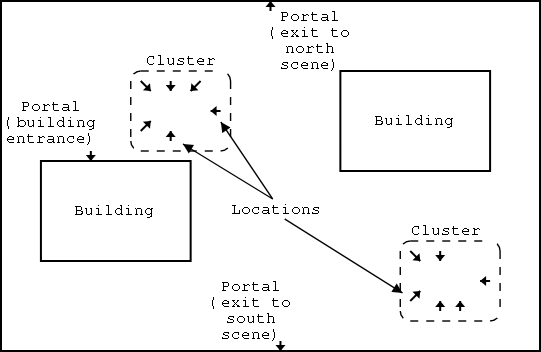 Portal
(exit to
north
scene)
Cluster
Portal
(building
entrance)
Building
Building
Locations
Cluster
Portal
(exit to
south
scene)